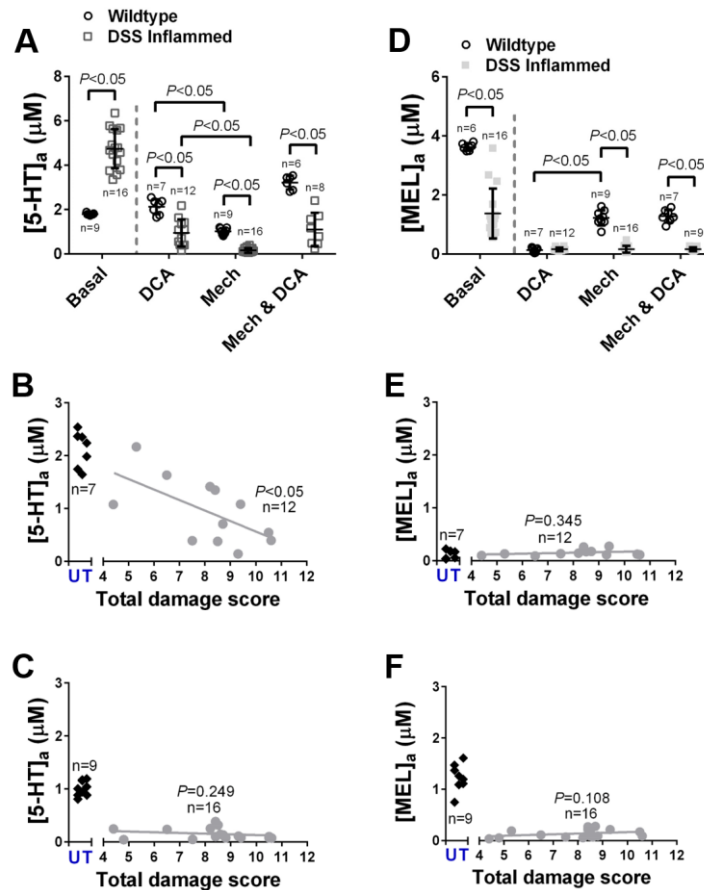 A
Wildtype
DSS Inflammed
[5-HT]a (µM)
8
6
4
2
0
P<0.05
P<0.05
P<0.05
P<0.05
P<0.05
P<0.05
n=9
n=16
n=7
n=12
n=9
n=16
n=6
n=8
Basal
DCA
Mech
Mech & DCA
D
Wildtype
DSS Inflammed
[MEL]a (µM)
6
4
2
0
P<0.05
P<0.05
P<0.05
P<0.05
n=6
n=16
n=7
n=12
n=9
n=16
n=7
n=9
Basal
DCA
Mech
Mech & DCA
B
[5-HT]a (µM)
3
2
1
0
n=7
P<0.05
n=12
UT
4 5 6 7 8 9 10 11 12
Total damage score
E
[MEL]a (µM)
3
2
1
0
n=7
P=0.345
n=12
UT
4 5 6 7 8 9 10 11 12
Total damage score
C
[5-HT]a (µM)
3
2
1
0
n=9
P=0.249
n=16
UT
4 5 6 7 8 9 10 11 12
Total damage score
F
[MEL]a (µM)
3
2
1
0
n=9
P=0.108
n=16
UT
4 5 6 7 8 9 10 11 12
Total damage score